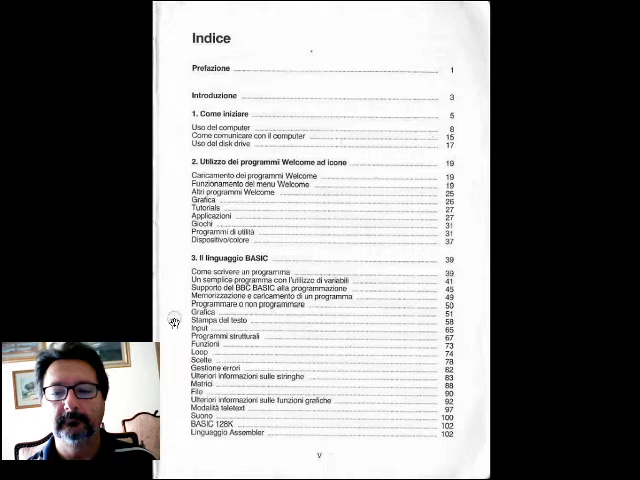 Indice
Prefazione 1
Introduzione 3
1. Come iniziare 5
Uso del computer 8
Come comunicare con il computer 15
Uso del disk drive 17
2. Utilizzo dei programmi Welcome ad icone 19
Caricamento dei programmi Welcome 19
Funzionamento del menu Welcome 19
Altri programmi Welcome 25
Grafica 26
Tutorials 27
Applicazioni 27
Giochi 31
Programmi di utilità 31
Dispositivo/colore 37
3. Il linguaggio BASIC 39
Come scrivere un programma 39
Un semplice programma con l'utilizzo di variabili 41
Supporto del BBC BASIC alla programmazione 45
Memorizzazione e caricamento di un programma 49
Programmare o non programmare 50
Grafica 51
Stampa del testo 58
Input 65
Programmi strutturali 67
Funzioni 73
Loop 74
Scelte 78
Gestione errori 82
Ulteriori informazioni sulle stringhe 83
Matrici 88
File 90
Ulteriori informazioni sulle funzioni grafiche 92
Modalità teletext 97
Suono 100
BASIC 128K 102
Linguaggio Assembler 102
V